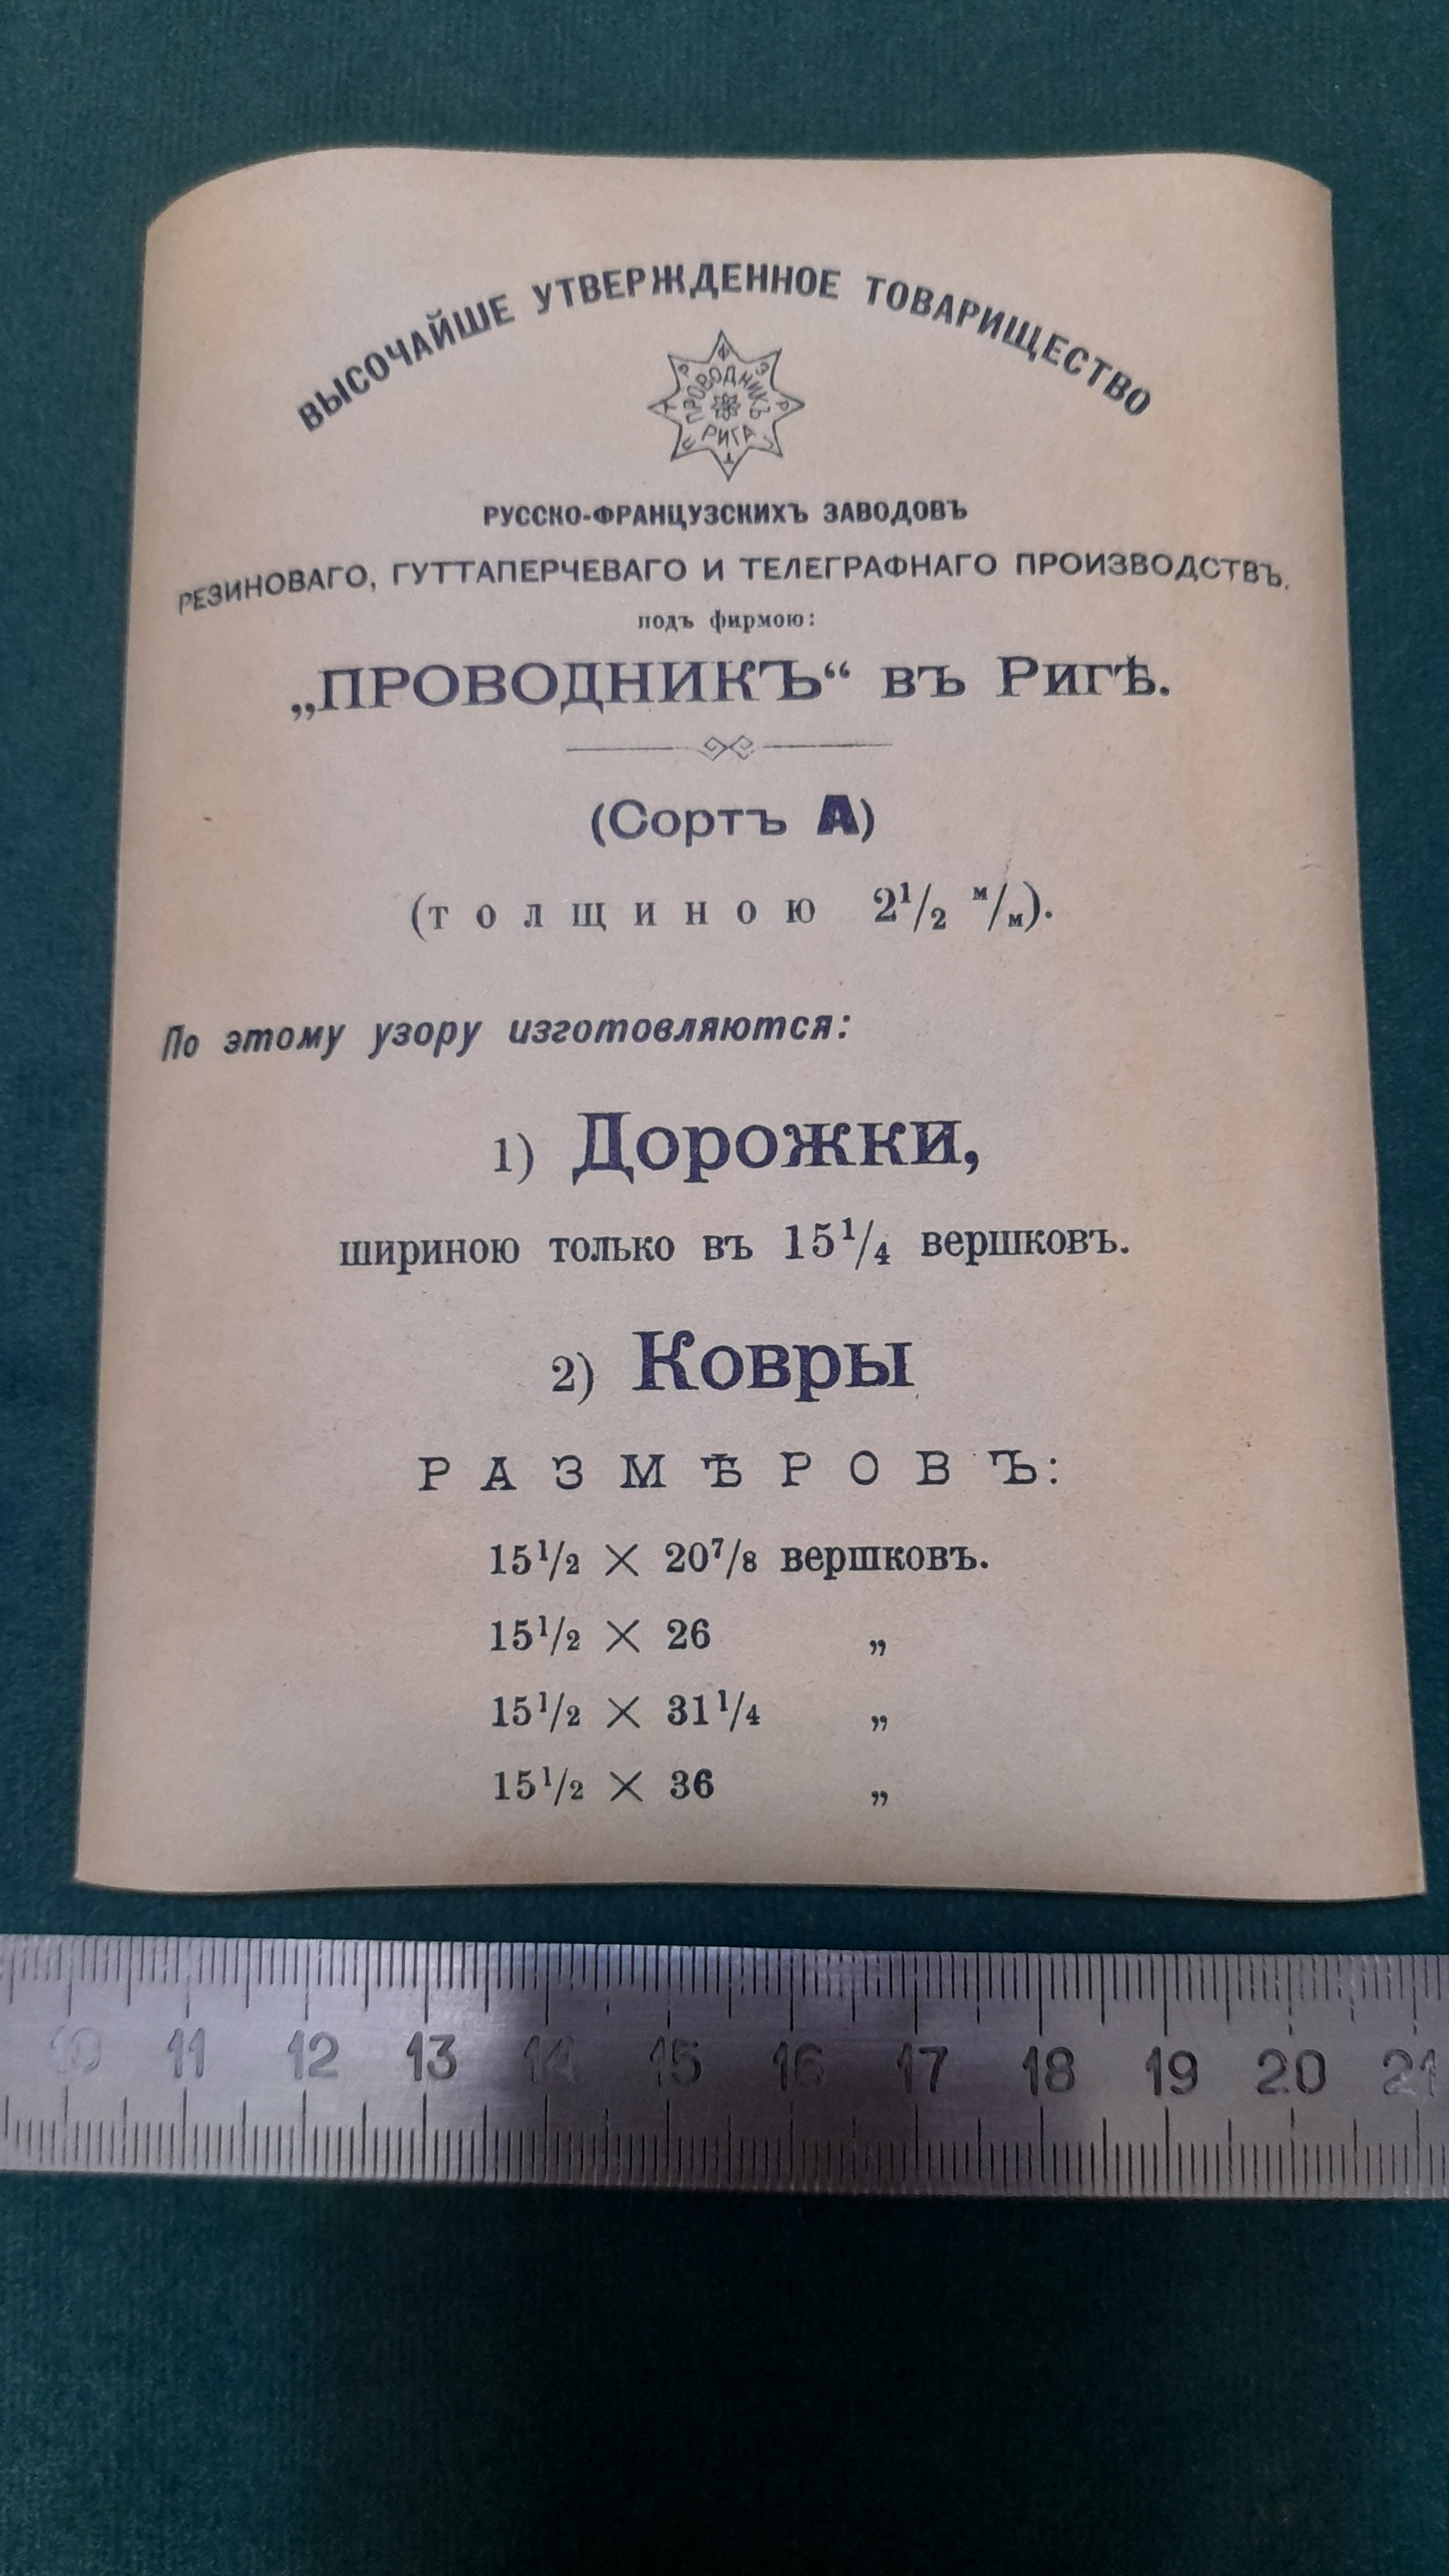 ВЫСОЧАЙШЕ УТВЕРЖДЕННОЕ ТОВАРИЩЕСТВО
ПРОВОДНИКЪ
РИГА
РУССКО-ФРАНЦУЗСКИХЪ ЗАВОДОВЪ
РЕЗИНОВАГО, ГУТТАПЕРЧЕВАГО И ТЕЛЕГРАФНАГО ПРОИЗВОДСТВЪ.
подъ фирмою:
„ПРОВОДНИКЪ“ въ Ригѣ.
(Сортъ А)
(толщиною 2¹/₂ м/м).
По этому узору изготовляются:
1) Дорожки,
шириною только въ 15¹/₄ вершковъ.
2) Ковры
РАЗМѢРОВЪ:
15¹/₂ × 20⁷/₈ вершковъ.
15¹/₂ × 26 „
15¹/₂ × 31¹/₄ „
15¹/₂ × 36 „
10 11 12 13 14 15 16 17 18 19 20 21